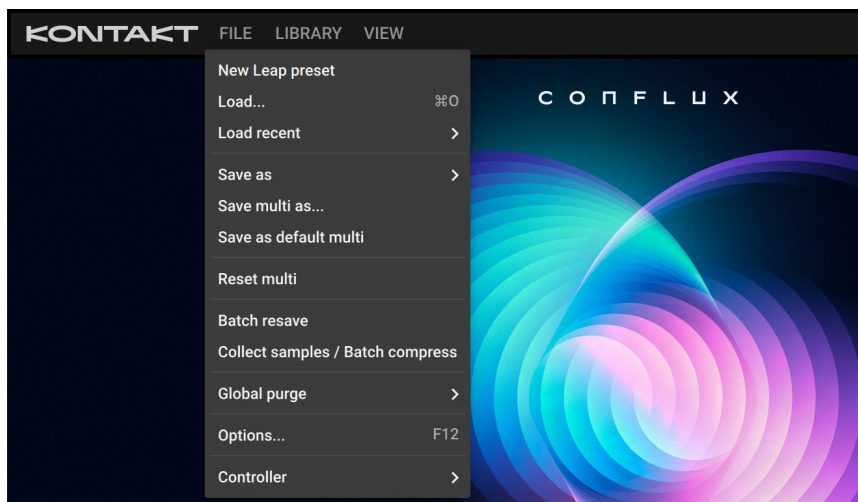 KONTAKT FILE LIBRARY VIEW
New Leap preset
Load... ⌘O
Load recent
Save as
Save multi as...
Save as default multi
Reset multi
Batch resave
Collect samples / Batch compress
Global purge
Options... F12
Controller
CONFLUX